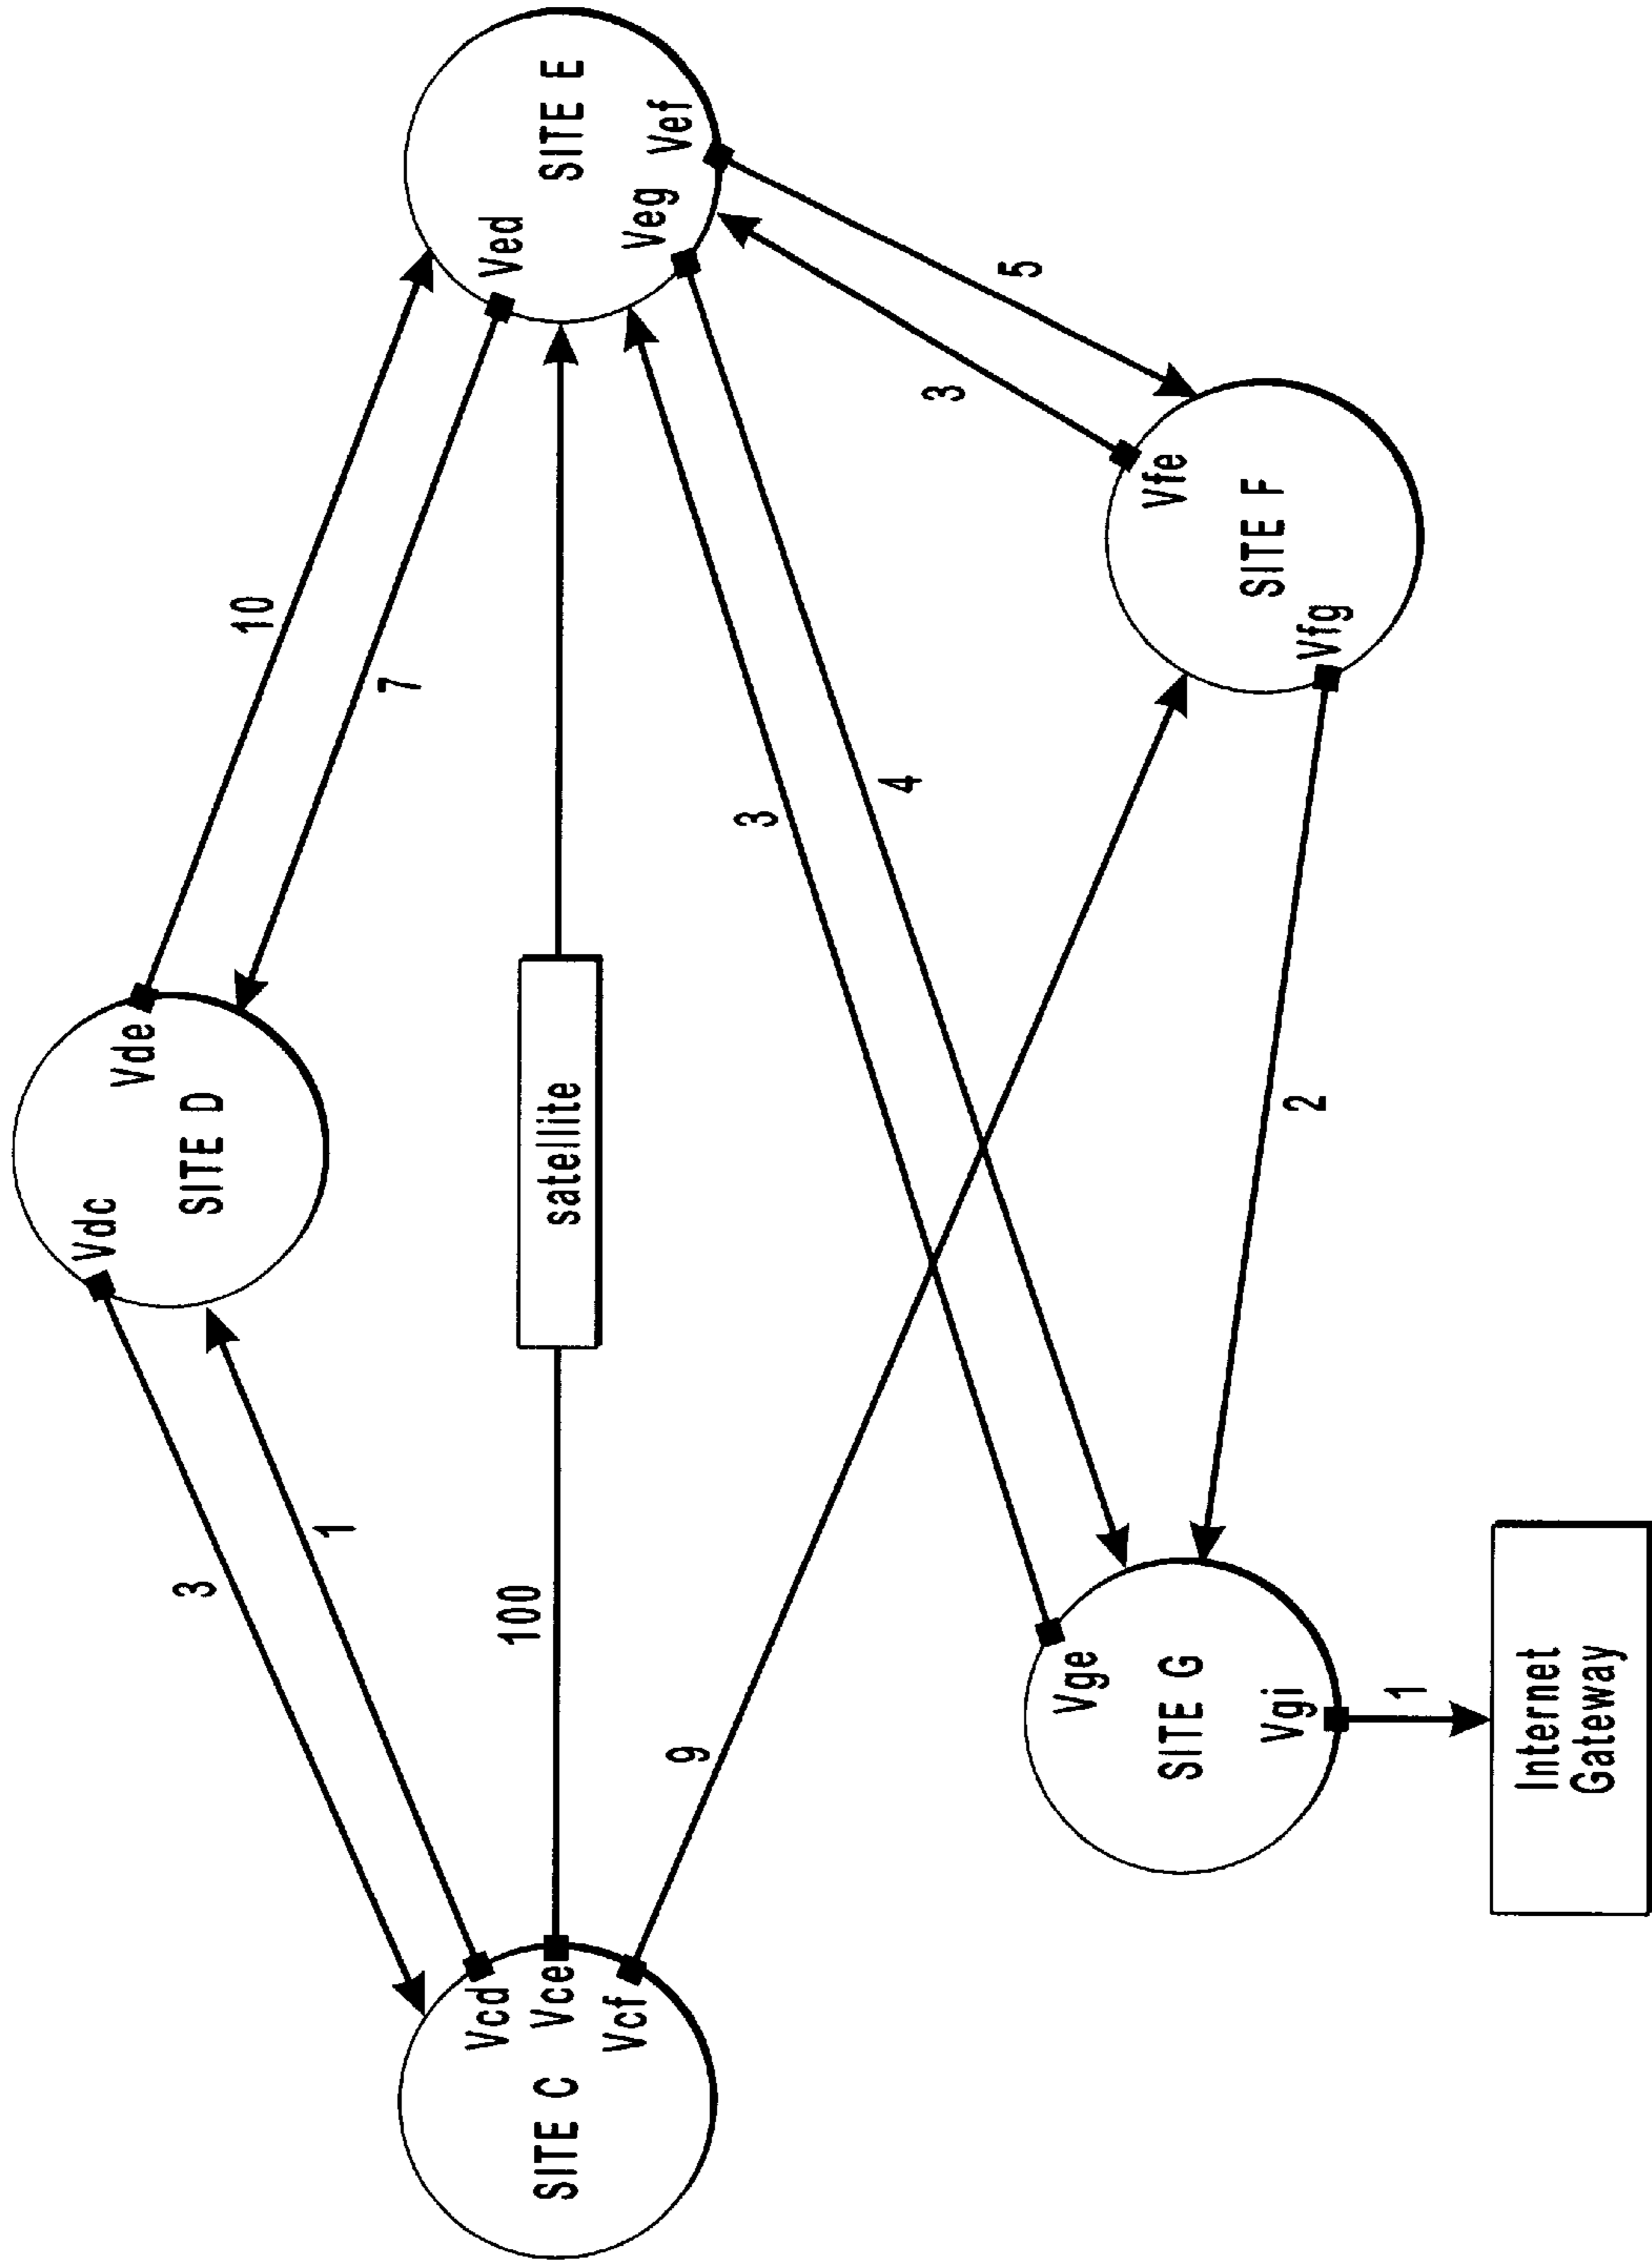 SITE D
Vdc
Vde
SITE C
Vcd
Vce
Vcf
SITE E
Ved
Veg
Vef
SITE F
Vfe
Vfg
SITE G
Vge
Vgi
satellite
Internet
Gateway
3
1
10
7
100
9
3
4
3
5
2
1